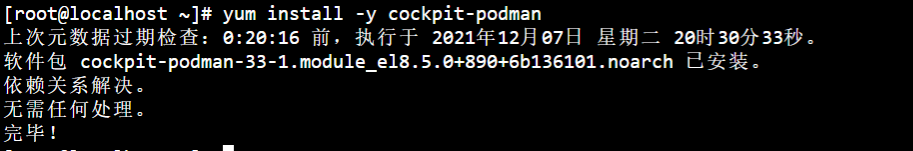 [root@localhost ~]# yum install -y cockpit-podman
上次元数据过期检查：0:20:16 前，执行于 2021年12月07日 星期二 20时30分33秒。
软件包 cockpit-podman-33-1.module_el8.5.0+890+6b136101.noarch 已安装。
依赖关系解决。
无需任何处理。
完毕！